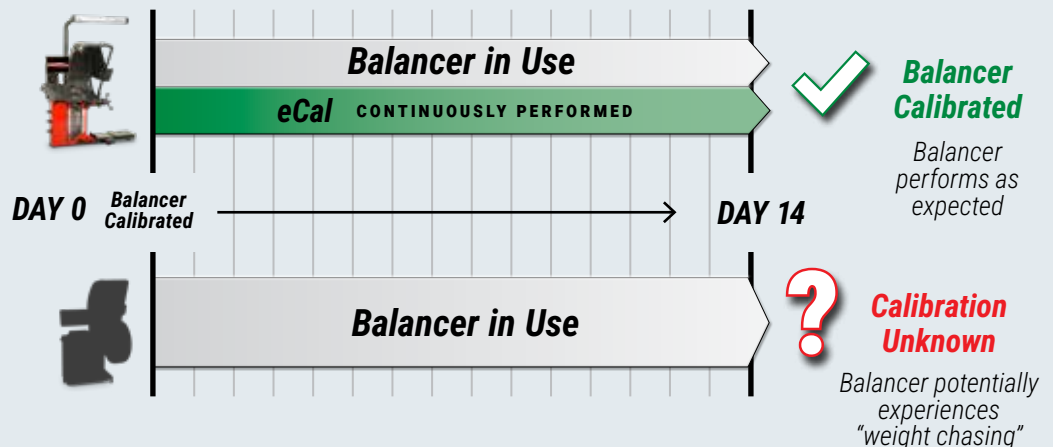 Balancer in Use
eCal CONTINUOUSLY PERFORMED
Balancer
Calibrated
Balancer
performs as
expected
DAY 0
Balancer
Calibrated
DAY 14
Balancer in Use
?
Calibration
Unknown
Balancer potentially
experiences
“weight chasing”